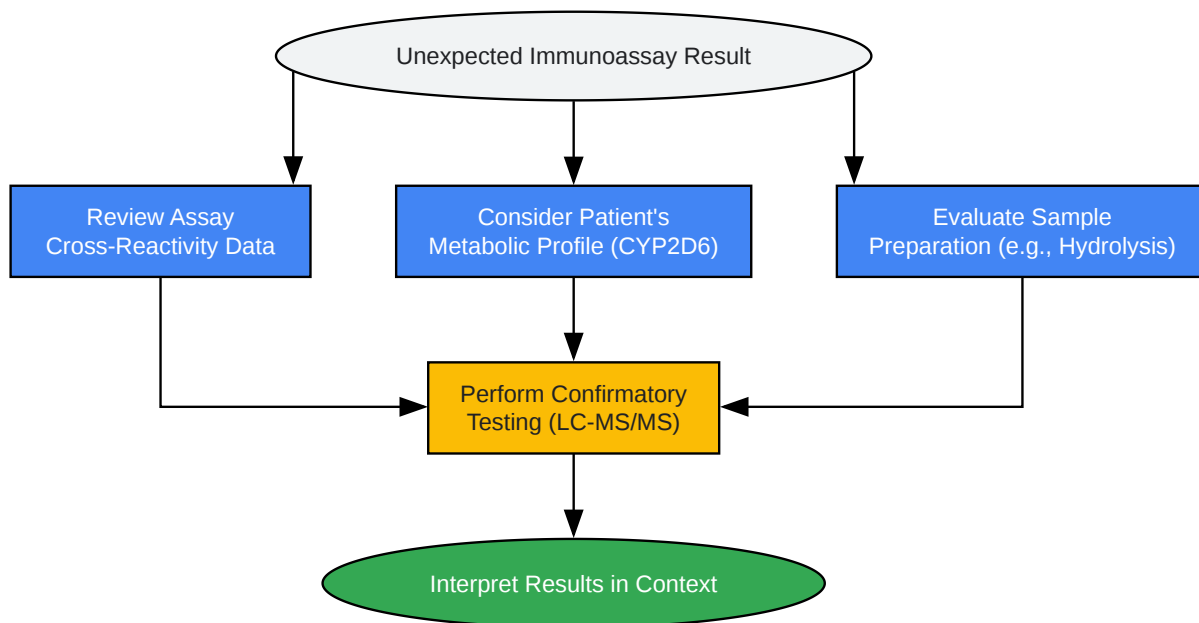 Unexpected Immunoassay Result
Review Assay
Cross-Reactivity Data
Consider Patient's
Metabolic Profile (CYP2D6)
Evaluate Sample
Preparation (e.g., Hydrolysis)
Perform Confirmatory
Testing (LC-MS/MS)
Interpret Results in Context